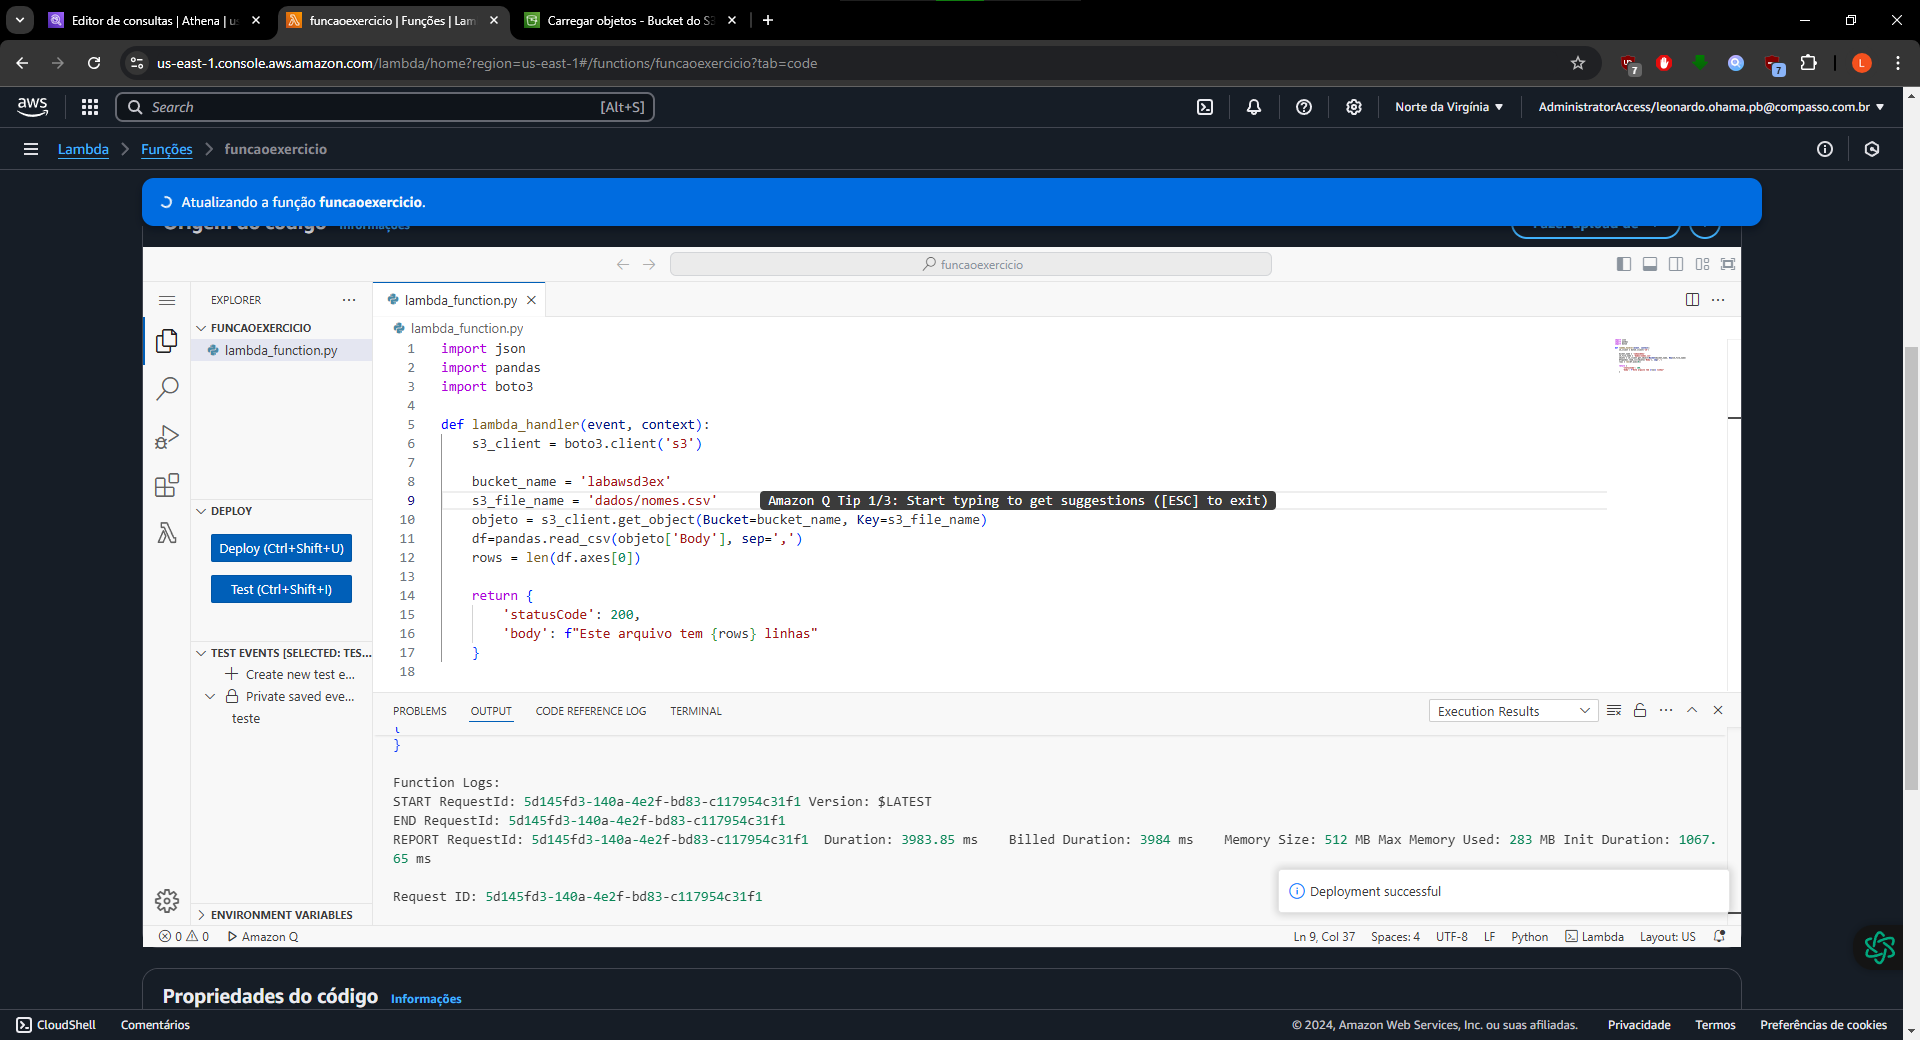 Editor de consultas | Athena | us
funcaoexercicio | Funções | Lam
Carregar objetos - Bucket do S3
us-east-1.console.aws.amazon.com/lambda/home?region=us-east-1#/functions/funcaoexercicio?tab=code
7
7
L
aws
Search
[Alt+S]
Norte da Virgínia
AdministratorAccess/leonardo.ohama.pb@compasso.com.br
Lambda
Funções
funcaoexercicio
Atualizando a função funcaoexercicio.
Origem do código
Informações
Fazer upload de
funcaoexercicio
EXPLORER
FUNCAOEXERCICIO
lambda_function.py
DEPLOY
Deploy (Ctrl+Shift+U)
Test (Ctrl+Shift+I)
TEST EVENTS [SELECTED: TES...
Create new test e...
Private saved eve...
teste
ENVIRONMENT VARIABLES
lambda_function.py
lambda_function.py
1 import json
2 import pandas
3 import boto3
4
5 def lambda_handler(event, context):
6 s3_client = boto3.client('s3')
7
8 bucket_name = 'labawsd3ex'
9 s3_file_name = 'dados/nomes.csv' Amazon Q Tip 1/3: Start typing to get suggestions ([ESC] to exit)
10 objeto = s3_client.get_object(Bucket=bucket_name, Key=s3_file_name)
11 df=pandas.read_csv(objeto['Body'], sep=',')
12 rows = len(df.axes[0])
13
14 return {
15 'statusCode': 200,
16 'body': f"Este arquivo tem {rows} linhas"
17 }
18
PROBLEMS
OUTPUT
CODE REFERENCE LOG
TERMINAL
Execution Results
{
}
Function Logs:
START RequestId: 5d145fd3-140a-4e2f-bd83-c117954c31f1 Version: $LATEST
END RequestId: 5d145fd3-140a-4e2f-bd83-c117954c31f1
REPORT RequestId: 5d145fd3-140a-4e2f-bd83-c117954c31f1 Duration: 3983.85 ms Billed Duration: 3984 ms Memory Size: 512 MB Max Memory Used: 283 MB Init Duration: 1067.
65 ms
Request ID: 5d145fd3-140a-4e2f-bd83-c117954c31f1
Deployment successful
0
0
Amazon Q
Ln 9, Col 37
Spaces: 4
UTF-8
LF
Python
Lambda
Layout: US
Propriedades do código
Informações
CloudShell
Comentários
© 2024, Amazon Web Services, Inc. ou suas afiliadas.
Privacidade
Termos
Preferências de cookies